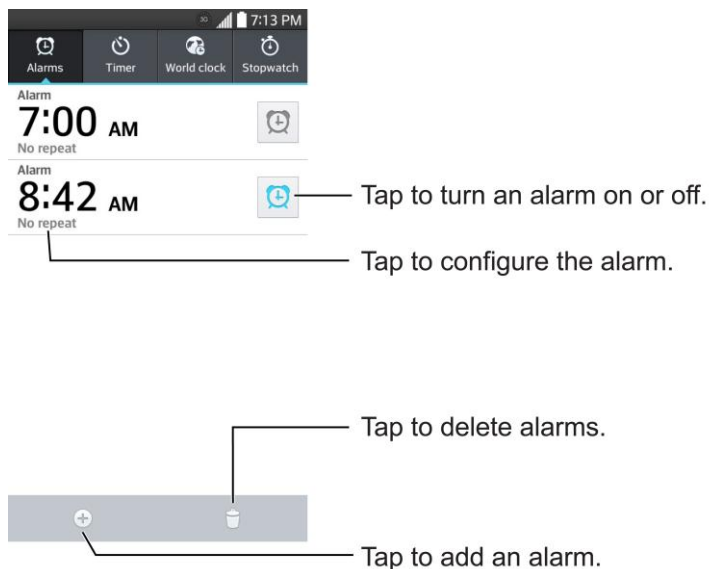 3G 7:13 PM
Alarms Timer World clock Stopwatch
Alarm
7:00 AM
No repeat
Alarm
8:42 AM
No repeat
Tap to turn an alarm on or off.
Tap to configure the alarm.
Tap to delete alarms.
Tap to add an alarm.